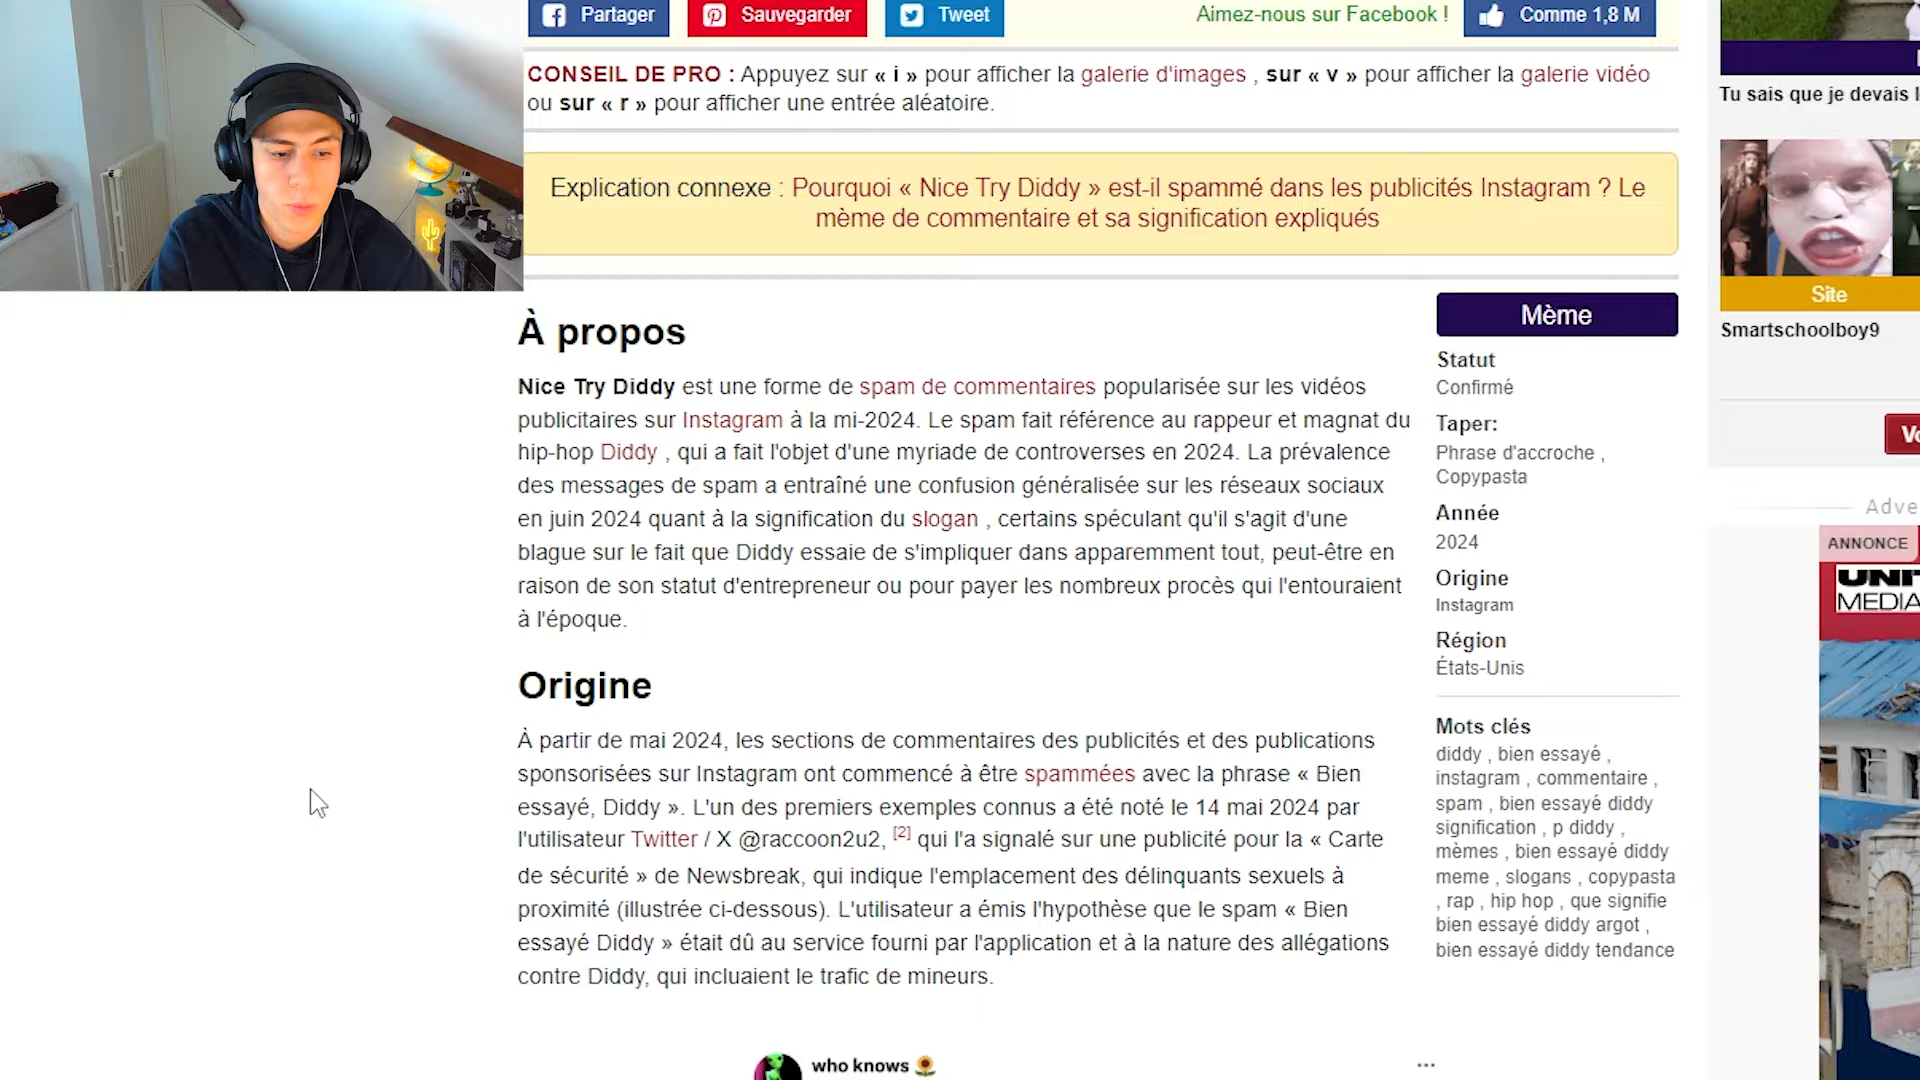 Partager
Sauvegarder
Tweet
Aimez-nous sur Facebook !
Comme 1,8 M
CONSEIL DE PRO : Appuyez sur « i » pour afficher la galerie d'images , sur « v » pour afficher la galerie vidéo
ou sur « r » pour afficher une entrée aléatoire.
Explication connexe : Pourquoi « Nice Try Diddy » est-il spammé dans les publicités Instagram ? Le
mème de commentaire et sa signification expliqués
À propos
Nice Try Diddy est une forme de spam de commentaires popularisée sur les vidéos
publicitaires sur Instagram à la mi-2024. Le spam fait référence au rappeur et magnat du
hip-hop Diddy , qui a fait l'objet d'une myriade de controverses en 2024. La prévalence
des messages de spam a entraîné une confusion généralisée sur les réseaux sociaux
en juin 2024 quant à la signification du slogan , certains spéculant qu'il s'agit d'une
blague sur le fait que Diddy essaie de s'impliquer dans apparemment tout, peut-être en
raison de son statut d'entrepreneur ou pour payer les nombreux procès qui l'entouraient
à l'époque.
Origine
À partir de mai 2024, les sections de commentaires des publicités et des publications
sponsorisées sur Instagram ont commencé à être spammées avec la phrase « Bien
essayé, Diddy ». L'un des premiers exemples connus a été noté le 14 mai 2024 par
l'utilisateur Twitter / X @raccoon2u2, [2] qui l'a signalé sur une publicité pour la « Carte
de sécurité » de Newsbreak, qui indique l'emplacement des délinquants sexuels à
proximité (illustrée ci-dessous). L'utilisateur a émis l'hypothèse que le spam « Bien
essayé Diddy » était dû au service fourni par l'application et à la nature des allégations
contre Diddy, qui incluaient le trafic de mineurs.
who knows 🌻
...
Mème
Statut
Confirmé
Taper:
Phrase d'accroche ,
Copypasta
Année
2024
Origine
Instagram
Région
États-Unis
Mots clés
diddy , bien essayé ,
instagram , commentaire ,
spam , bien essayé diddy
signification , p diddy ,
mèmes , bien essayé diddy
meme , slogans , copypasta
, rap , hip hop , que signifie
bien essayé diddy argot ,
bien essayé diddy tendance
Tu sais que je devais
Site
Smartschoolboy9
Adve
ANNONCE
UNI
MEDIA